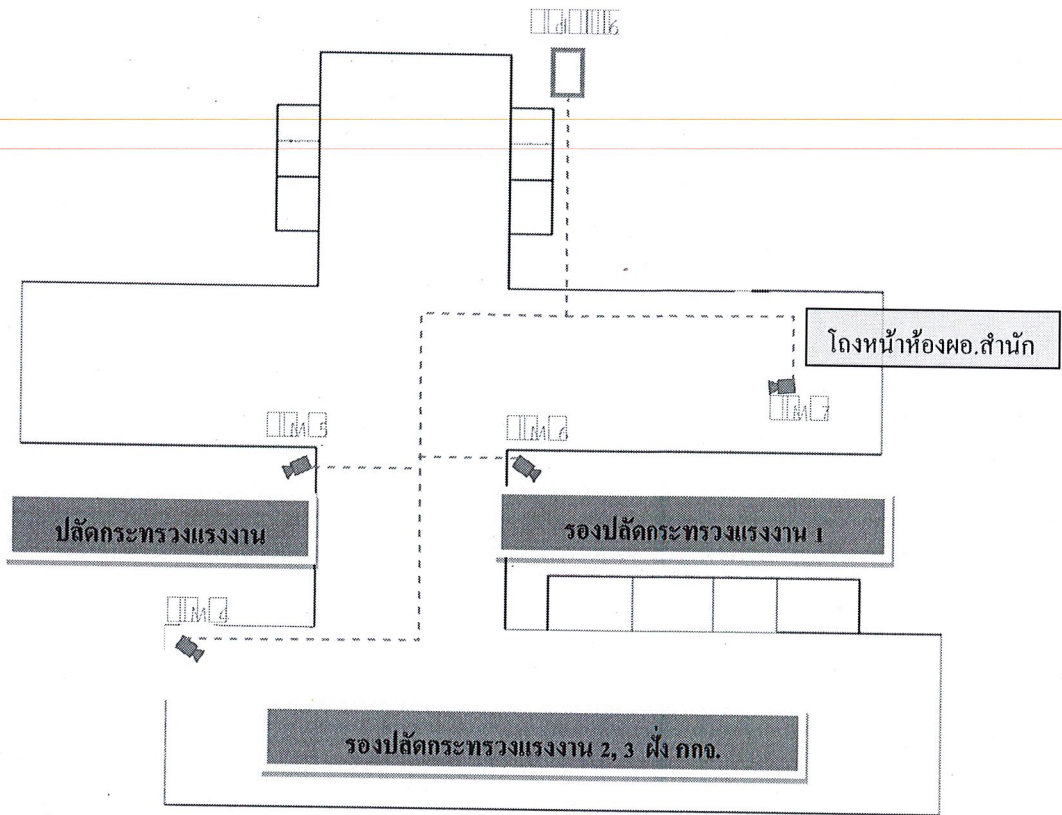 โถงหน้าห้องผอ.สำนัก
ปลัดกระทรวงแรงงาน
รองปลัดกระทรวงแรงงาน 1
รองปลัดกระทรวงแรงงาน 2, 3 ฝั่ง กกจ.